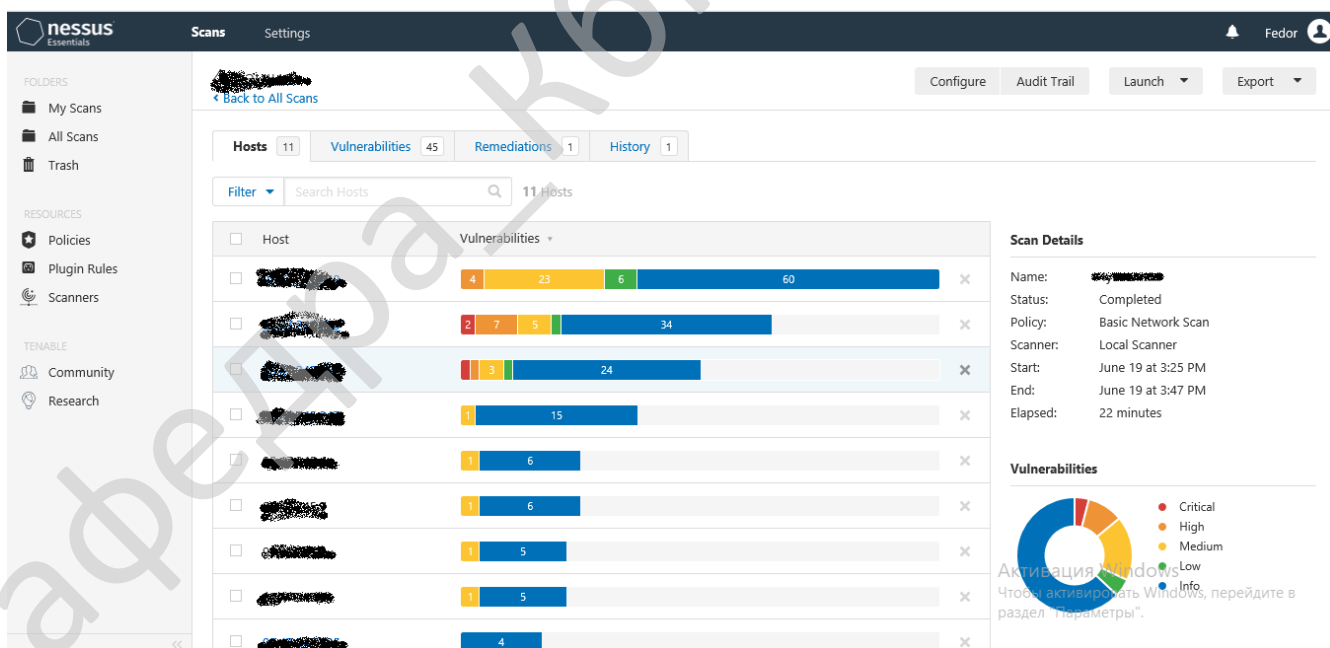 nessus
Essentials
Scans
Settings
Fedor
FOLDERS
My Scans
All Scans
Trash
RESOURCES
Policies
Plugin Rules
Scanners
TENABLE
Community
Research
Back to All Scans
Configure
Audit Trail
Launch
Export
Hosts 11
Vulnerabilities 45
Remediations 1
History 1
Filter
Search Hosts
11 Hosts
Host
Vulnerabilities
4 23 6 60
2 7 5 34
3 24
1 15
1 6
1 6
1 5
1 5
4
Scan Details
Name:
Status: Completed
Policy: Basic Network Scan
Scanner: Local Scanner
Start: June 19 at 3:25 PM
End: June 19 at 3:47 PM
Elapsed: 22 minutes
Vulnerabilities
Critical
High
Medium
Low
Info
Активация Windows
Чтобы активировать Windows, перейдите в
раздел "Параметры".
афедра_Кб